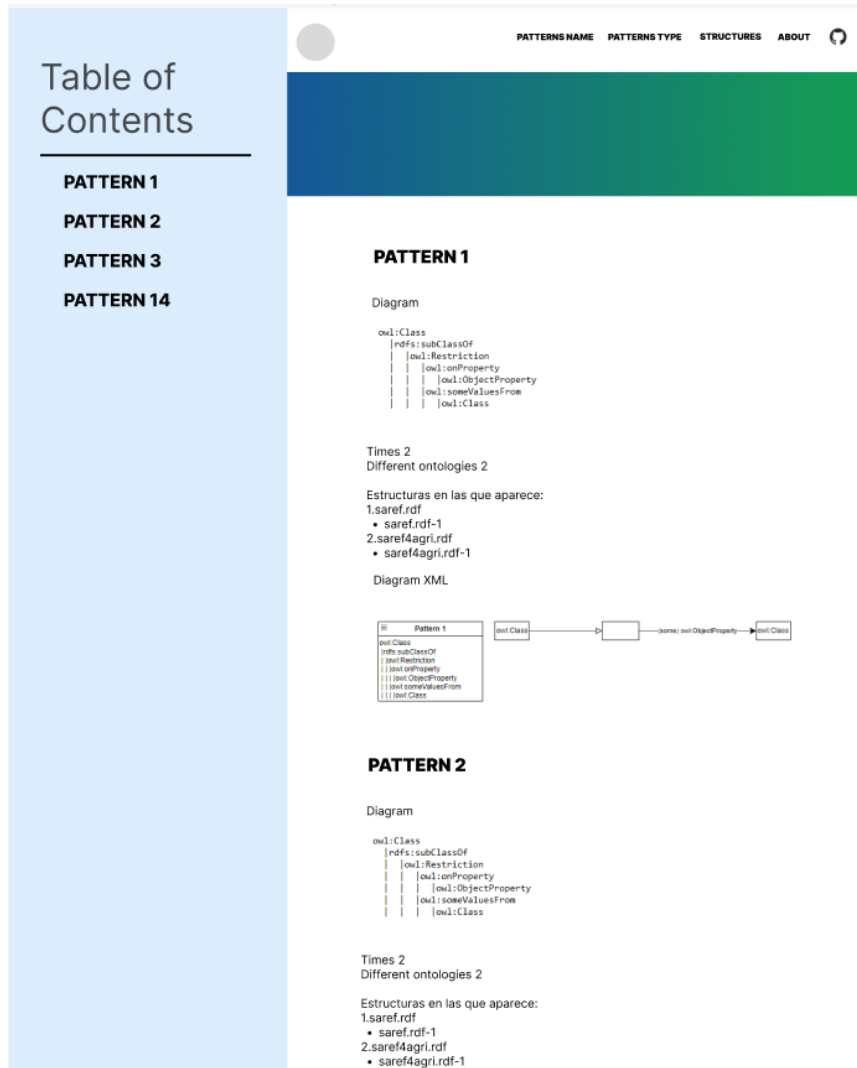 Table of
Contents
PATTERN 1
PATTERN 2
PATTERN 3
PATTERN 14
PATTERNS NAME PATTERNS TYPE STRUCTURES ABOUT
PATTERN 1
Diagram
owl:Class
|rdfs:subClassOf
| |owl:Restriction
| | |owl:onProperty
| | | |owl:ObjectProperty
| | |owl:someValuesFrom
| | | |owl:Class
Times 2
Different ontologies 2
Estructuras en las que aparece:
1.saref.rdf
• saref.rdf-1
2.saref4agri.rdf
• saref4agri.rdf-1
Diagram XML
Pattern 1
owl:Class
|rdfs:subClassOf
| |owl:Restriction
| | |owl:onProperty
| | | |owl:ObjectProperty
| | |owl:someValuesFrom
| | | |owl:Class
owl:Class
(some) owl:ObjectProperty
owl:Class
PATTERN 2
Diagram
owl:Class
|rdfs:subClassOf
| |owl:Restriction
| | |owl:onProperty
| | | |owl:ObjectProperty
| | |owl:someValuesFrom
| | | |owl:Class
Times 2
Different ontologies 2
Estructuras en las que aparece:
1.saref.rdf
• saref.rdf-1
2.saref4agri.rdf
• saref4agri.rdf-1